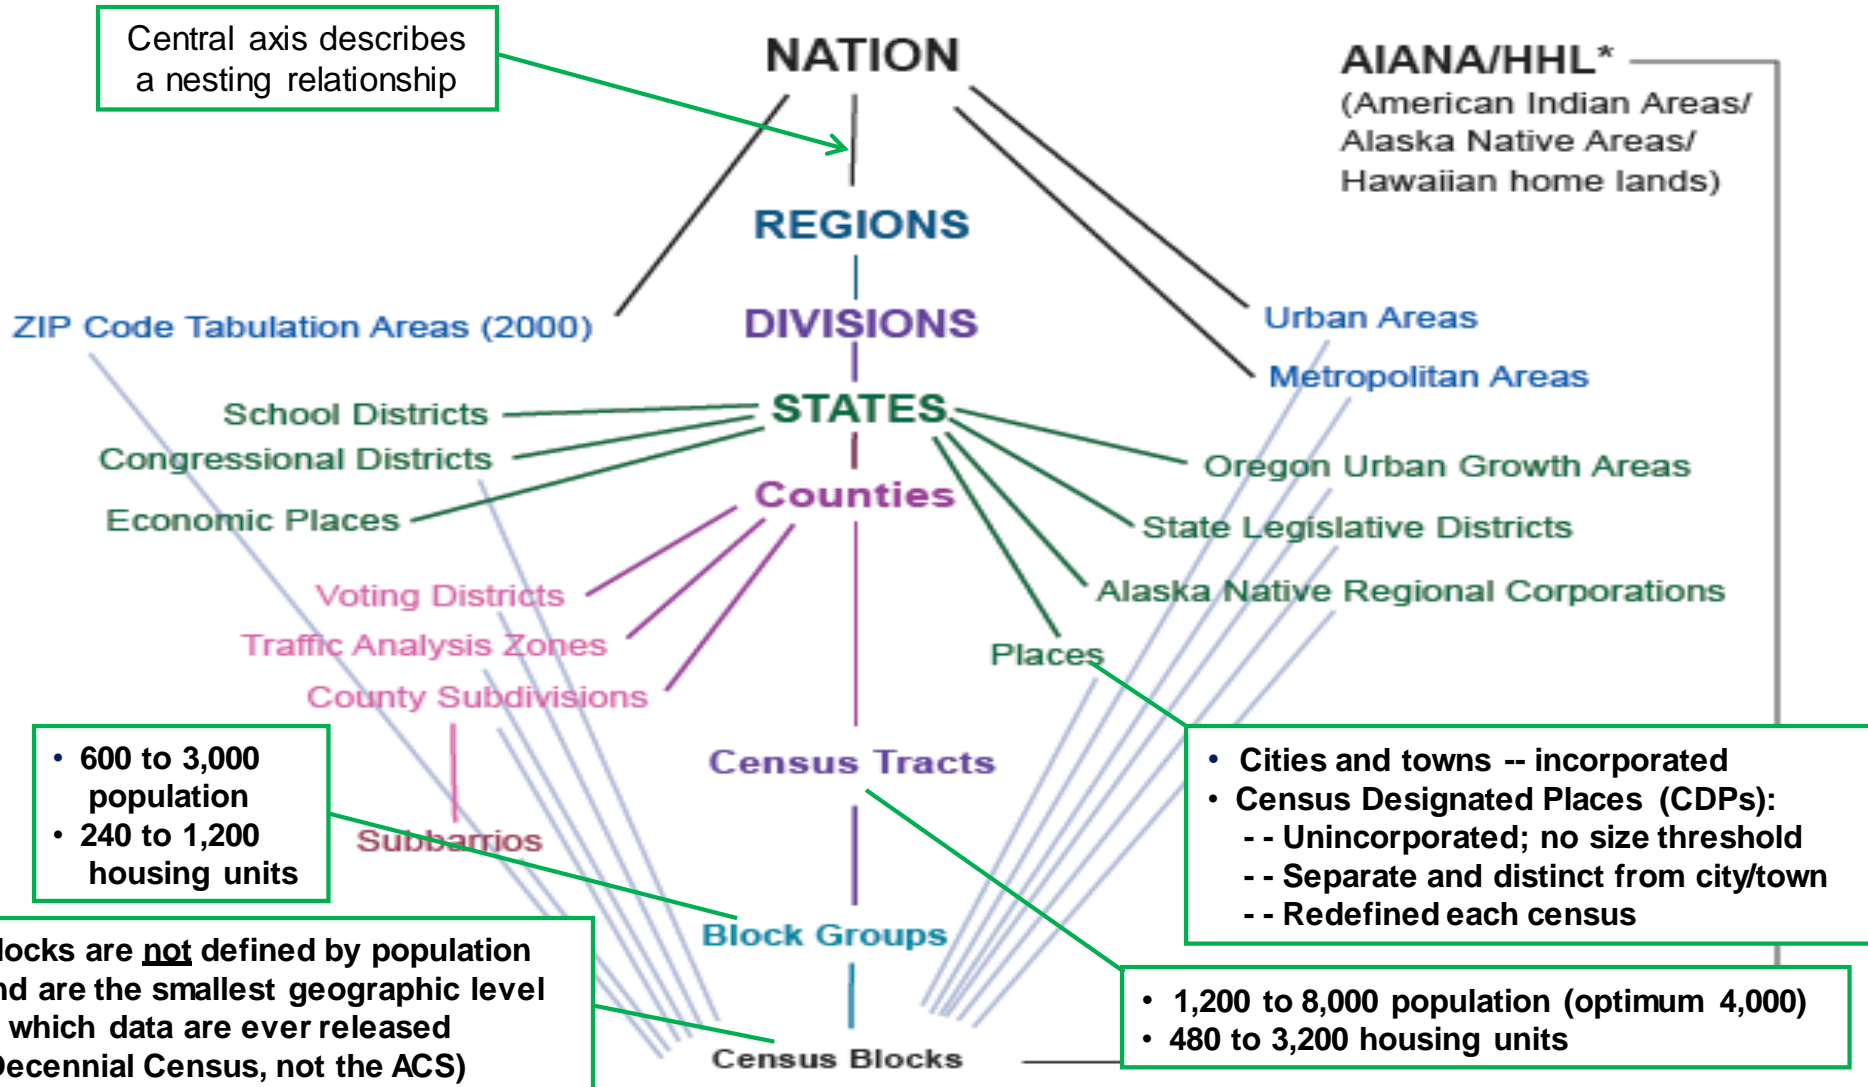 Central axis describes
a nesting relationship
NATION
AIANA/HHL*
(American Indian Areas/
Alaska Native Areas/
Hawaiian home lands)
REGIONS
ZIP Code Tabulation Areas (2000)
DIVISIONS
Urban Areas
Metropolitan Areas
School Districts
STATES
Congressional Districts
Oregon Urban Growth Areas
Economic Places
Counties
State Legislative Districts
Voting Districts
Alaska Native Regional Corporations
Traffic Analysis Zones
Places
County Subdivisions
• 600 to 3,000
population
• 240 to 1,200
housing units
Census Tracts
• Cities and towns -- incorporated
• Census Designated Places (CDPs):
- - Unincorporated; no size threshold
- - Separate and distinct from city/town
- - Redefined each census
Subbarrios
Block Groups
locks are not defined by population
nd are the smallest geographic level
which data are ever released
Decennial Census, not the ACS)
• 1,200 to 8,000 population (optimum 4,000)
• 480 to 3,200 housing units
Census Blocks